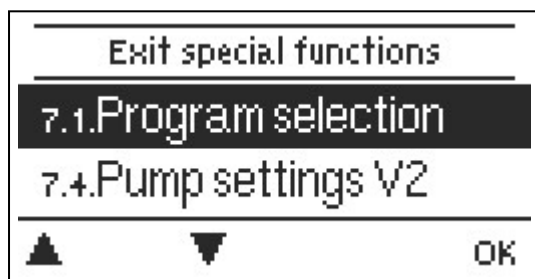 Exit special functions
7.1.Program selection
7.4.Pump settings V2
OK